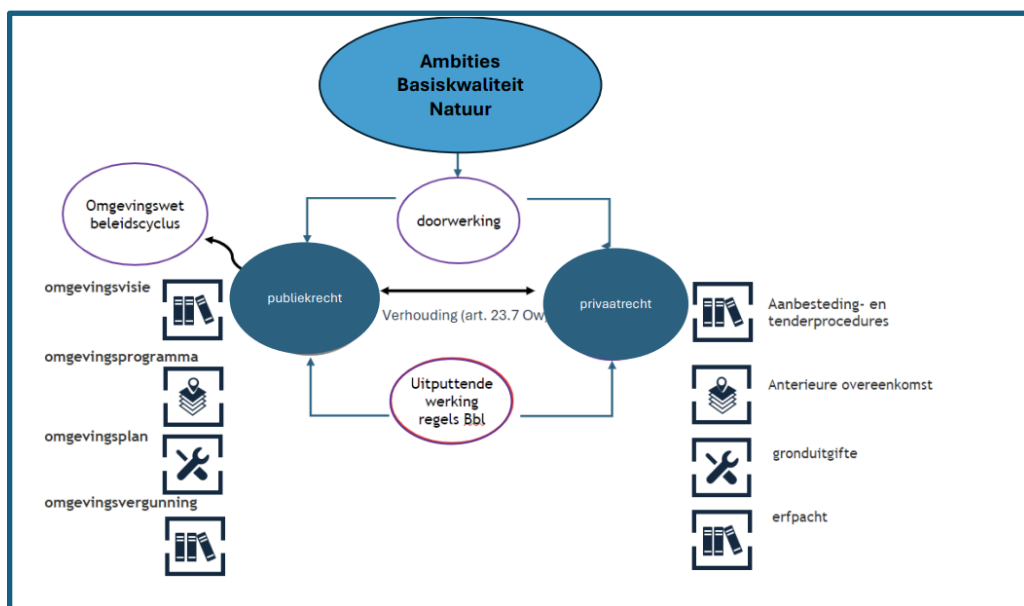 Ambities
Basiskwaliteit
Natuur
Omgevingswet
beleidscyclus
doorwerking
publiekrecht
Verhouding (art. 23.7 Ow)
privaatrecht
omgevingsvisie
omgevingsprogramma
omgevingsplan
omgevingsvergunning
Uitputtende
werking
regels Bbl
Aanbesteding- en
tenderprocedures
Anterieure overeenkomst
gronduitgifte
erfpacht